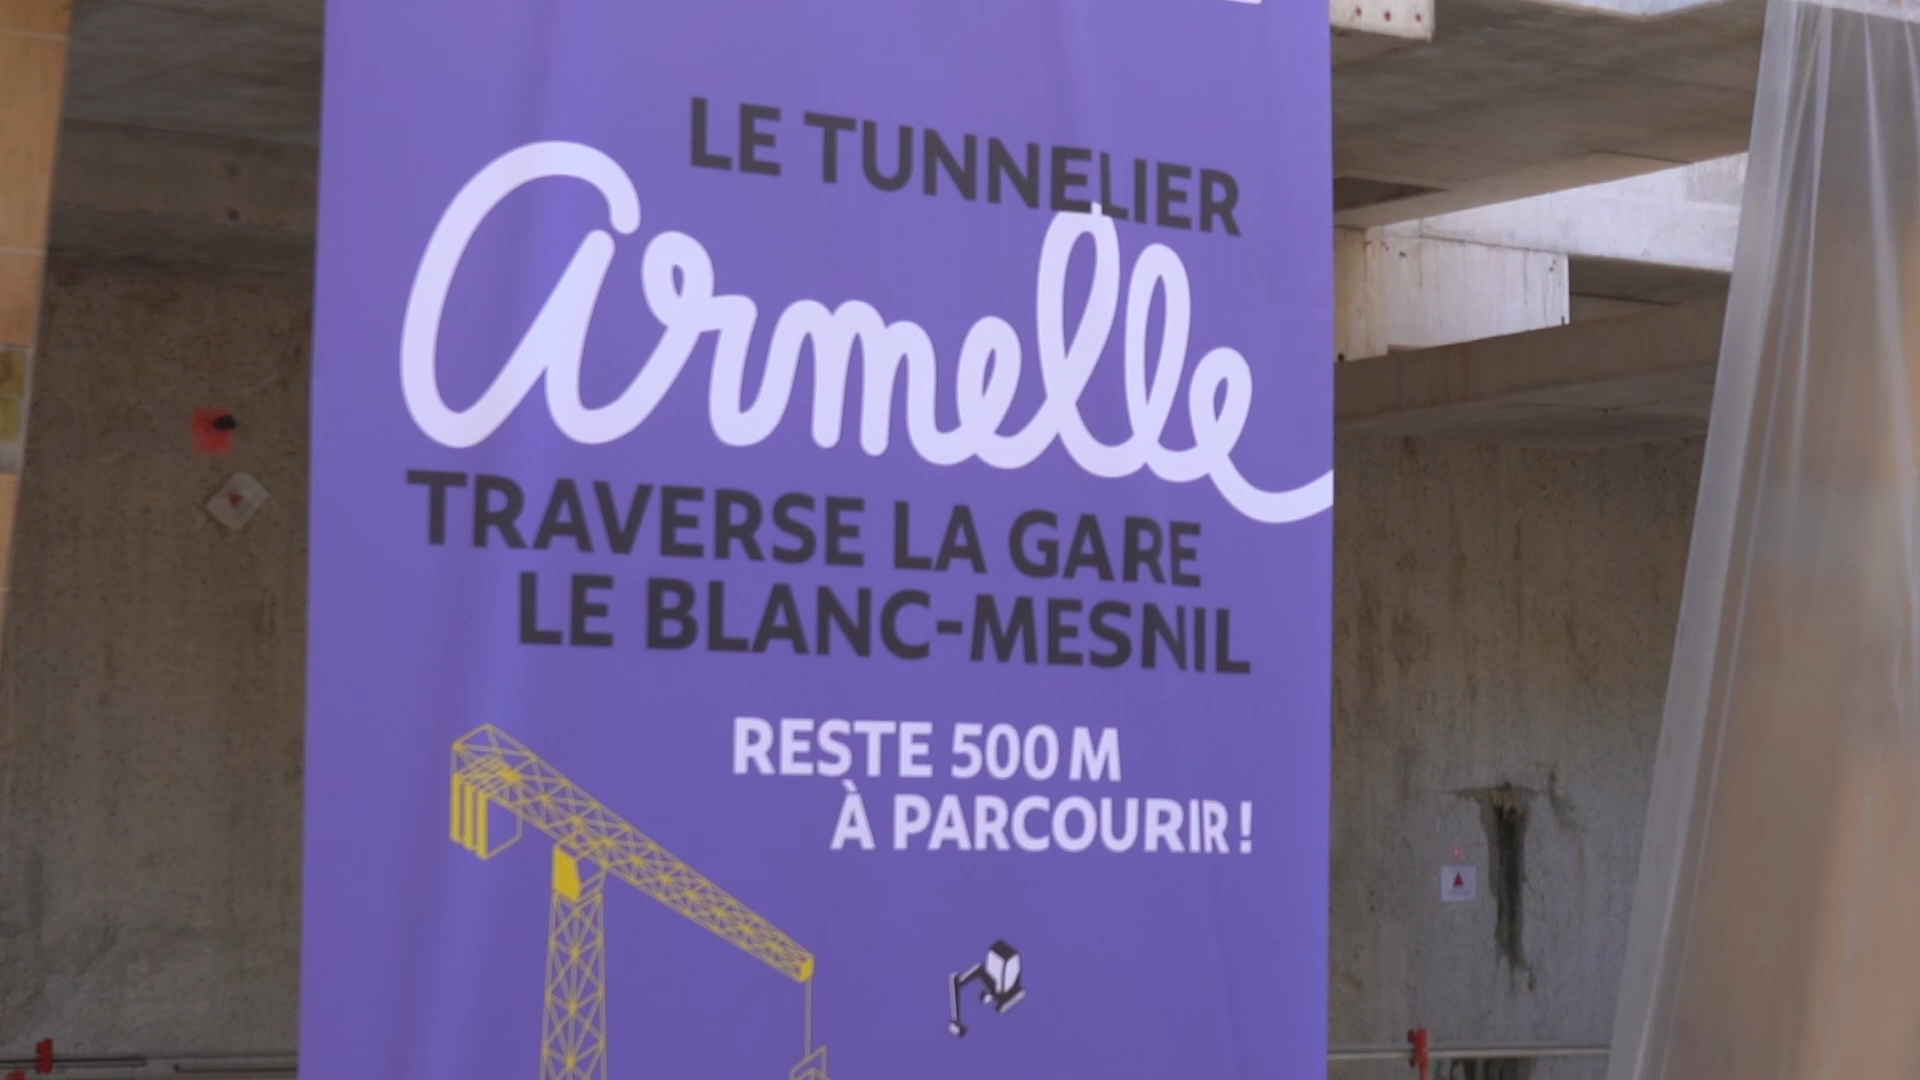 LE TUNNELIER
armelle
TRAVERSE LA GARE
LE BLANC-MESNIL
RESTE 500 M
À PARCOURIR !